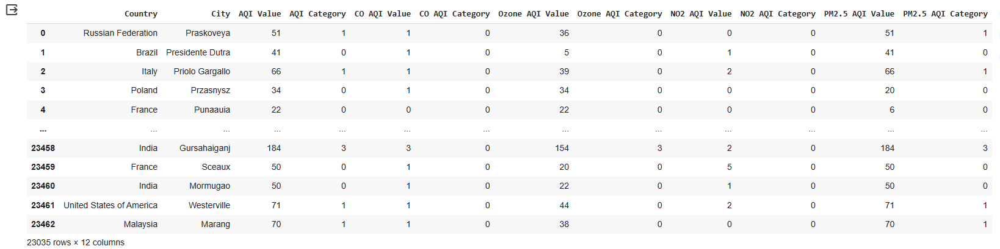 Country City AQI Value AQI Category CO AQI Value CO AQI Category Ozone AQI Value Ozone AQI Category NO2 AQI Value NO2 AQI Category PM2.5 AQI Value PM2.5 AQI Category
0 Russian Federation Praskoveya 51 1 1 0 36 0 0 0 51 1
1 Brazil Presidente Dutra 41 0 1 0 5 0 1 0 41 0
2 Italy Priolo Gargallo 66 1 1 0 39 0 2 0 66 1
3 Poland Przasnysz 34 0 1 0 34 0 0 0 20 0
4 France Punaauia 22 0 0 0 22 0 0 0 6 0
... ... ... ... ... ... ... ... ... ... ... ... ...
23458 India Gursahaiganj 184 3 3 0 154 3 2 0 184 3
23459 France Sceaux 50 0 1 0 20 0 5 0 50 0
23460 India Mormugao 50 0 1 0 22 0 1 0 50 0
23461 United States of America Westerville 71 1 1 0 44 0 2 0 71 1
23462 Malaysia Marang 70 1 1 0 38 0 0 0 70 1
23035 rows × 12 columns